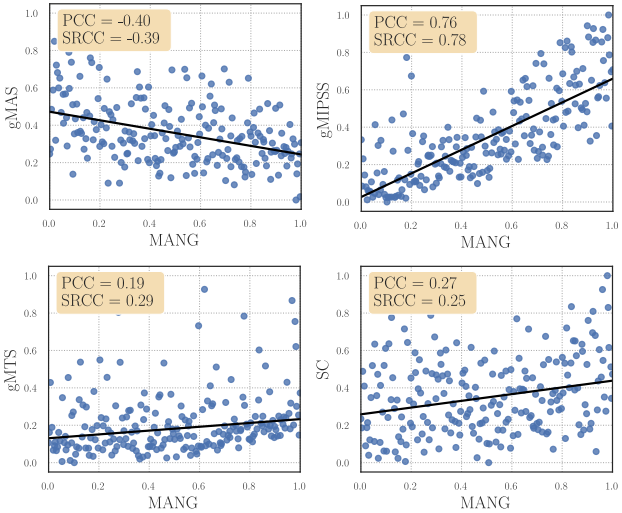 PCC = -0.40
SRCC = -0.39
1.0
0.8
0.6
0.4
0.2
0.0
gMAS
0.0 0.2 0.4 0.6 0.8 1.0
MANG
PCC = 0.76
SRCC = 0.78
1.0
0.8
0.6
0.4
0.2
0.0
gMIPSS
0.0 0.2 0.4 0.6 0.8 1.0
MANG
PCC = 0.19
SRCC = 0.29
1.0
0.8
0.6
0.4
0.2
0.0
gMTS
0.0 0.2 0.4 0.6 0.8 1.0
MANG
PCC = 0.27
SRCC = 0.25
1.0
0.8
0.6
0.4
0.2
0.0
SC
0.0 0.2 0.4 0.6 0.8 1.0
MANG